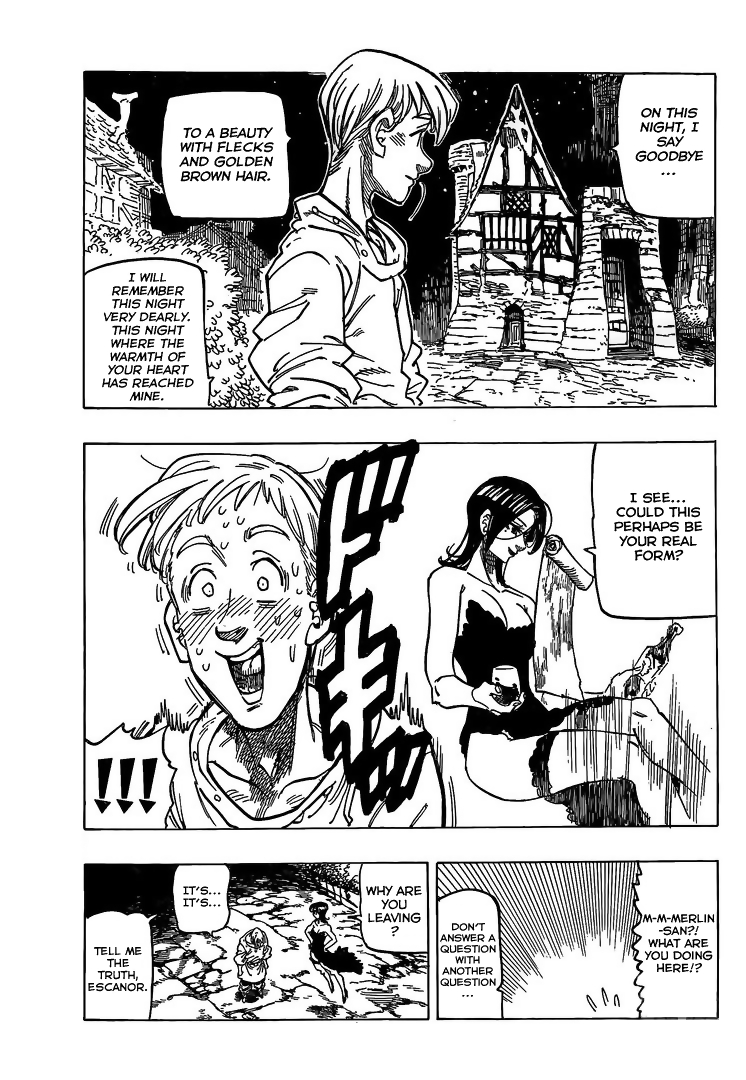 ON THIS
NIGHT, I
SAY
GOODBYE
...
TO A BEAUTY
WITH FLECKS
AND GOLDEN
BROWN HAIR.
I WILL
REMEMBER
THIS NIGHT
VERY DEARLY.
THIS NIGHT
WHERE THE
WARMTH OF
YOUR HEART
HAS REACHED
MINE.
I SEE...
COULD THIS
PERHAPS BE
YOUR REAL
FORM?
ドキッ
!!!
M-M-MERLIN
-SAN?!
WHAT ARE
YOU DOING
HERE!?
DON'T
ANSWER A
QUESTION
WITH
ANOTHER
QUESTION
...
WHY ARE
YOU
LEAVING
?
IT'S...
IT'S...
TELL ME
THE
TRUTH,
ESCANOR.